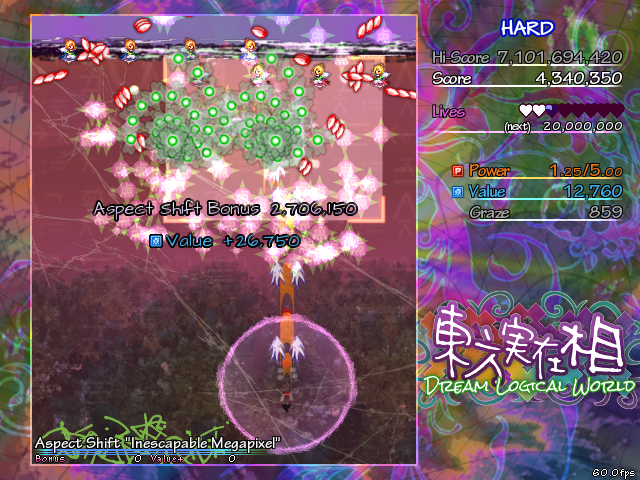 HARD
Hi-Score 7,101,694,420
Score 4,340,350
Lives
(next) 20,000,000
P Power 1.25/5.00
Value 12,760
Graze 859
Aspect Shift Bonus 2,706,150
Value +26,750
東方実在相
Dream Logical World
Aspect Shift "Inescapable Megapixel"
Bonus 0 Value+ 0
60.0fps